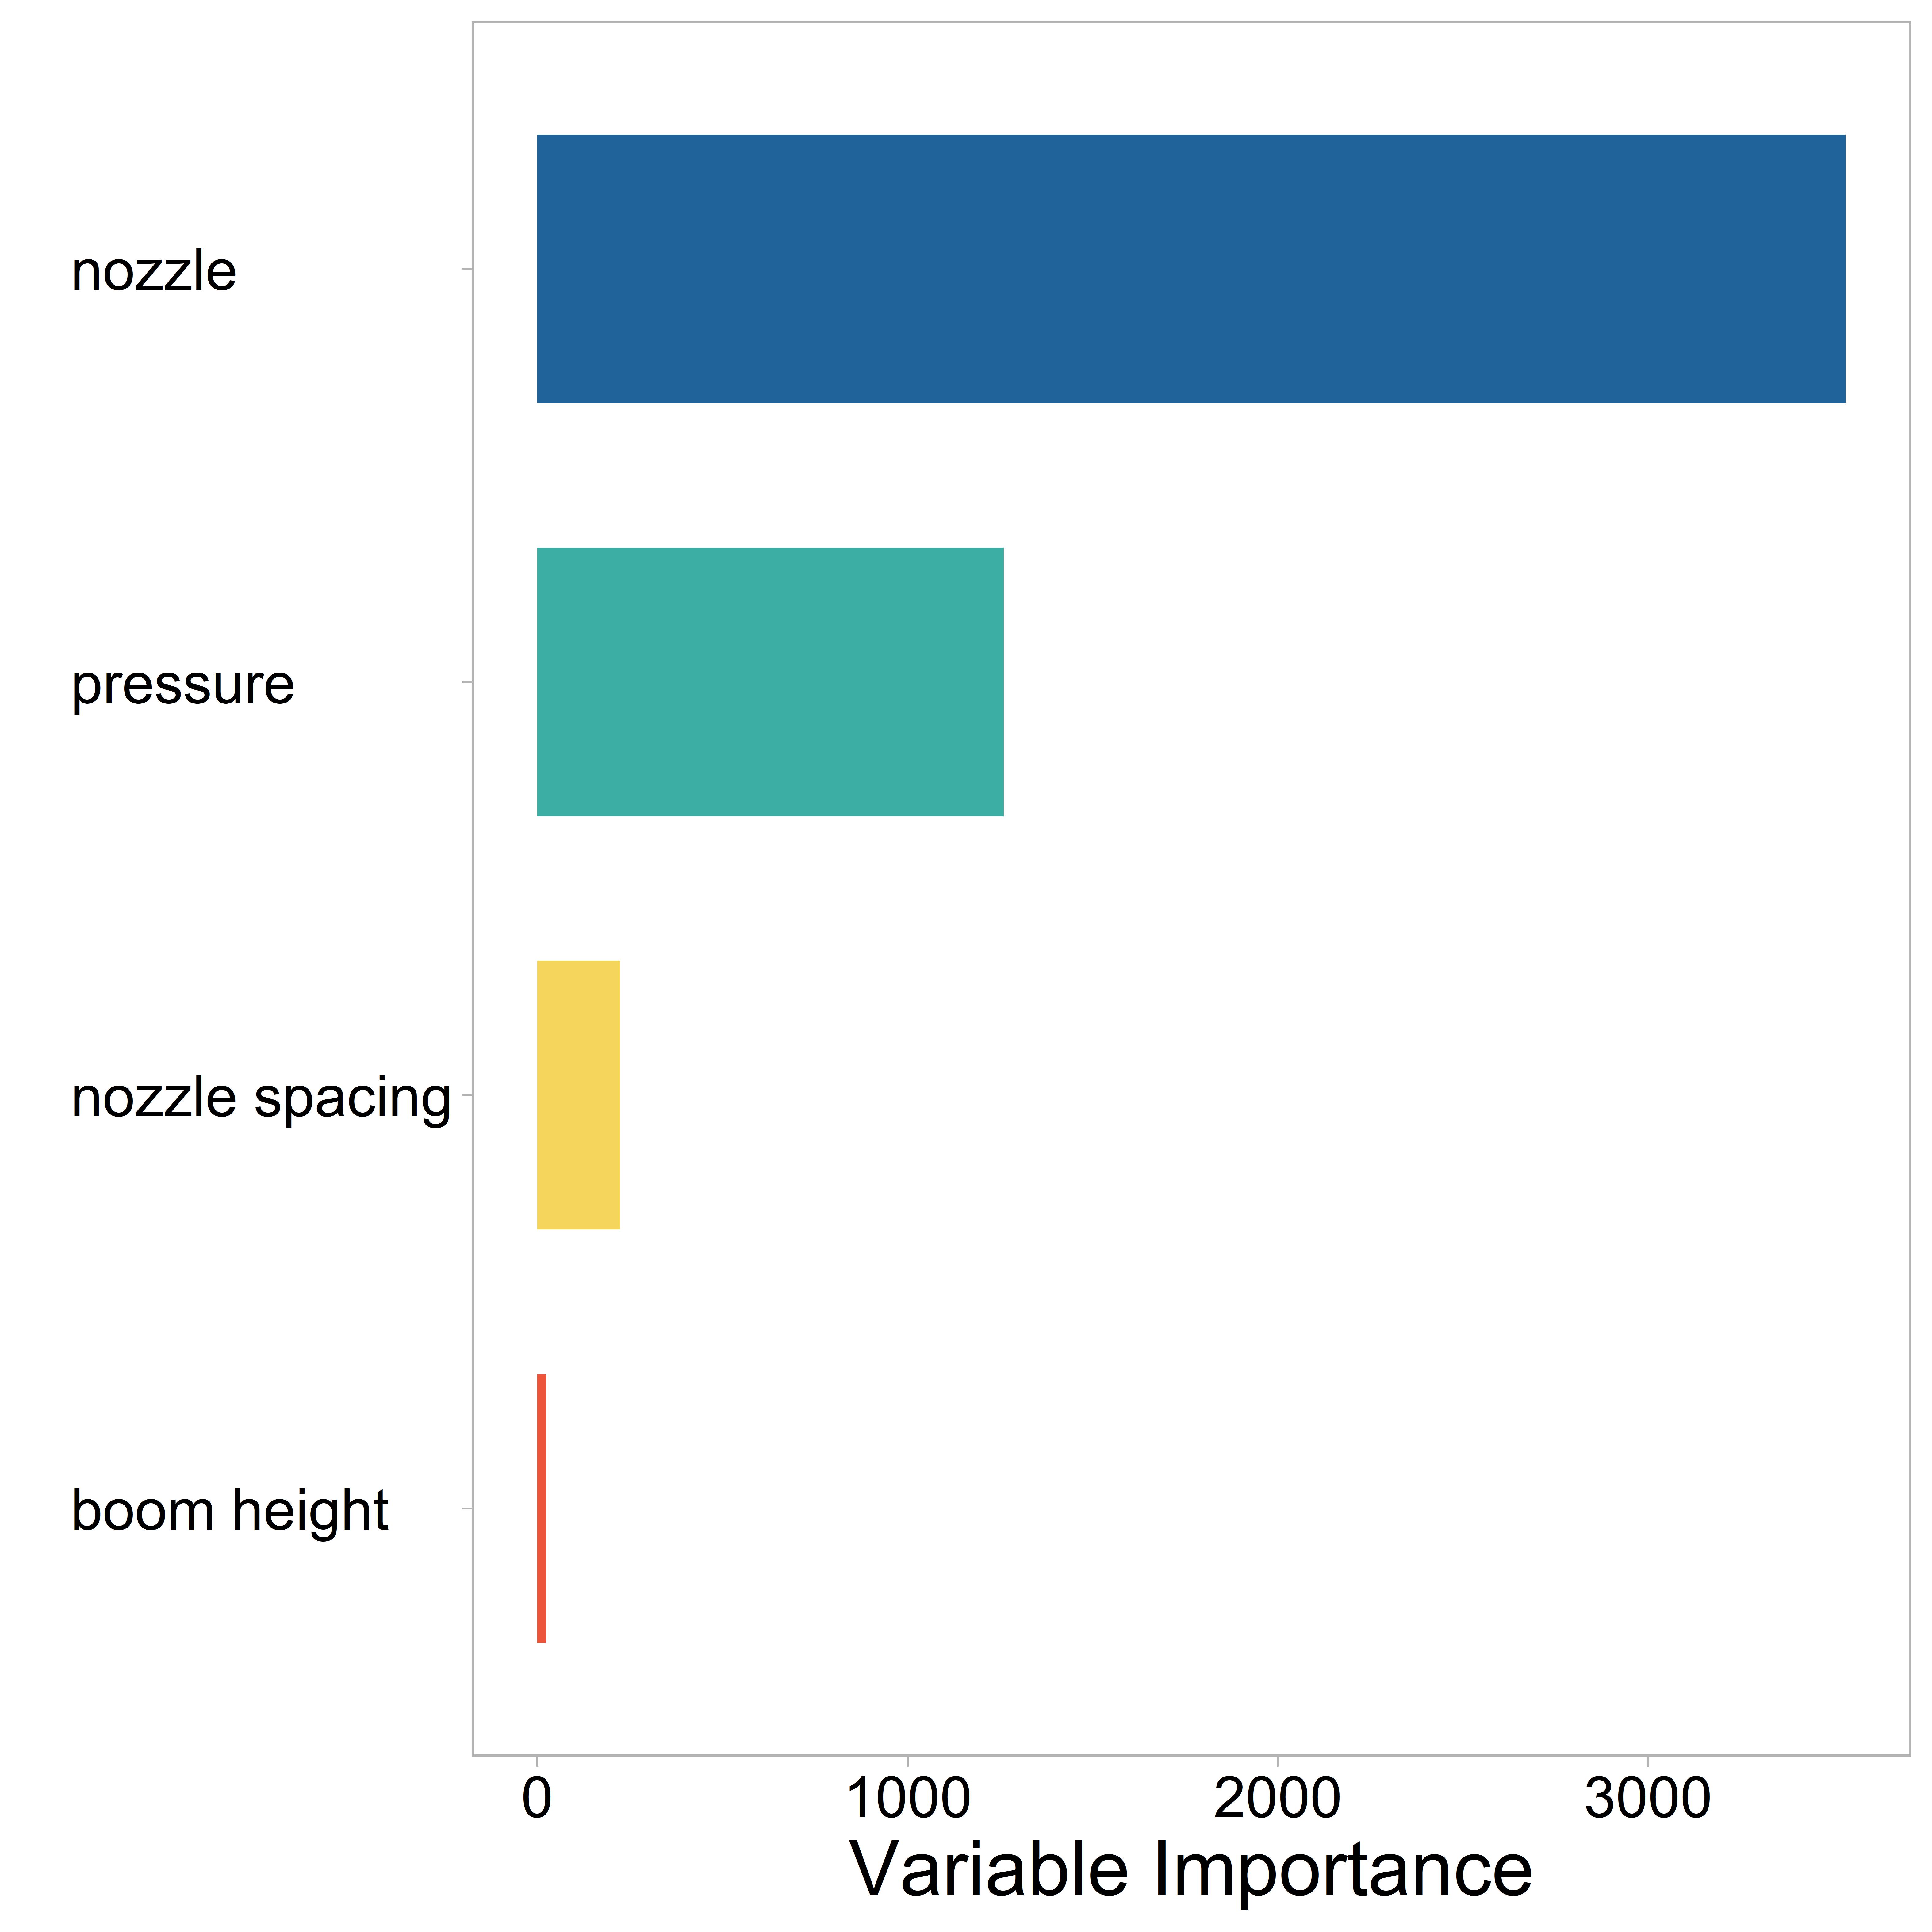 nozzle
pressure
nozzle spacing
boom height
0 1000 2000 3000
Variable Importance